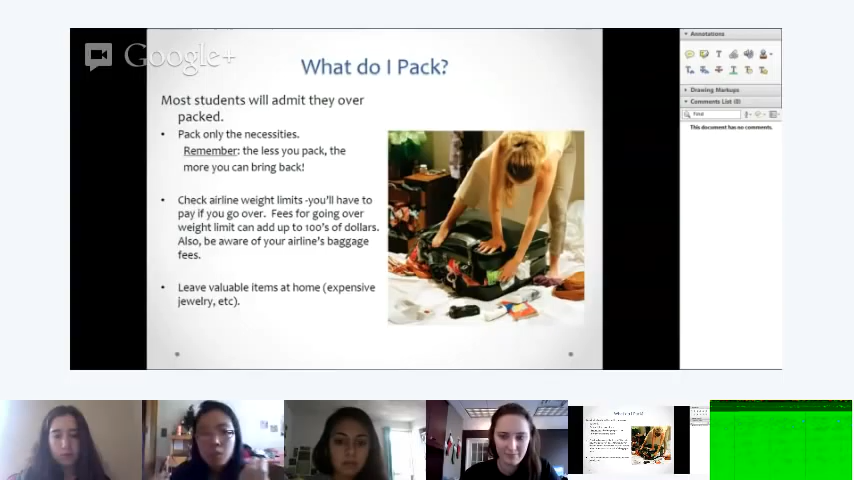 Google+
What do I Pack?
Most students will admit they over
packed.
• Pack only the necessities.
Remember: the less you pack, the
more you can bring back!
• Check airline weight limits -you'll have to
pay if you go over. Fees for going over
weight limit can add up to 100's of dollars.
Also, be aware of your airline's baggage
fees.
• Leave valuable items at home (expensive
jewelry, etc).
Annotations
Drawing Markups
Comments List (0)
Find
This document has no comments.
What do I Pack?